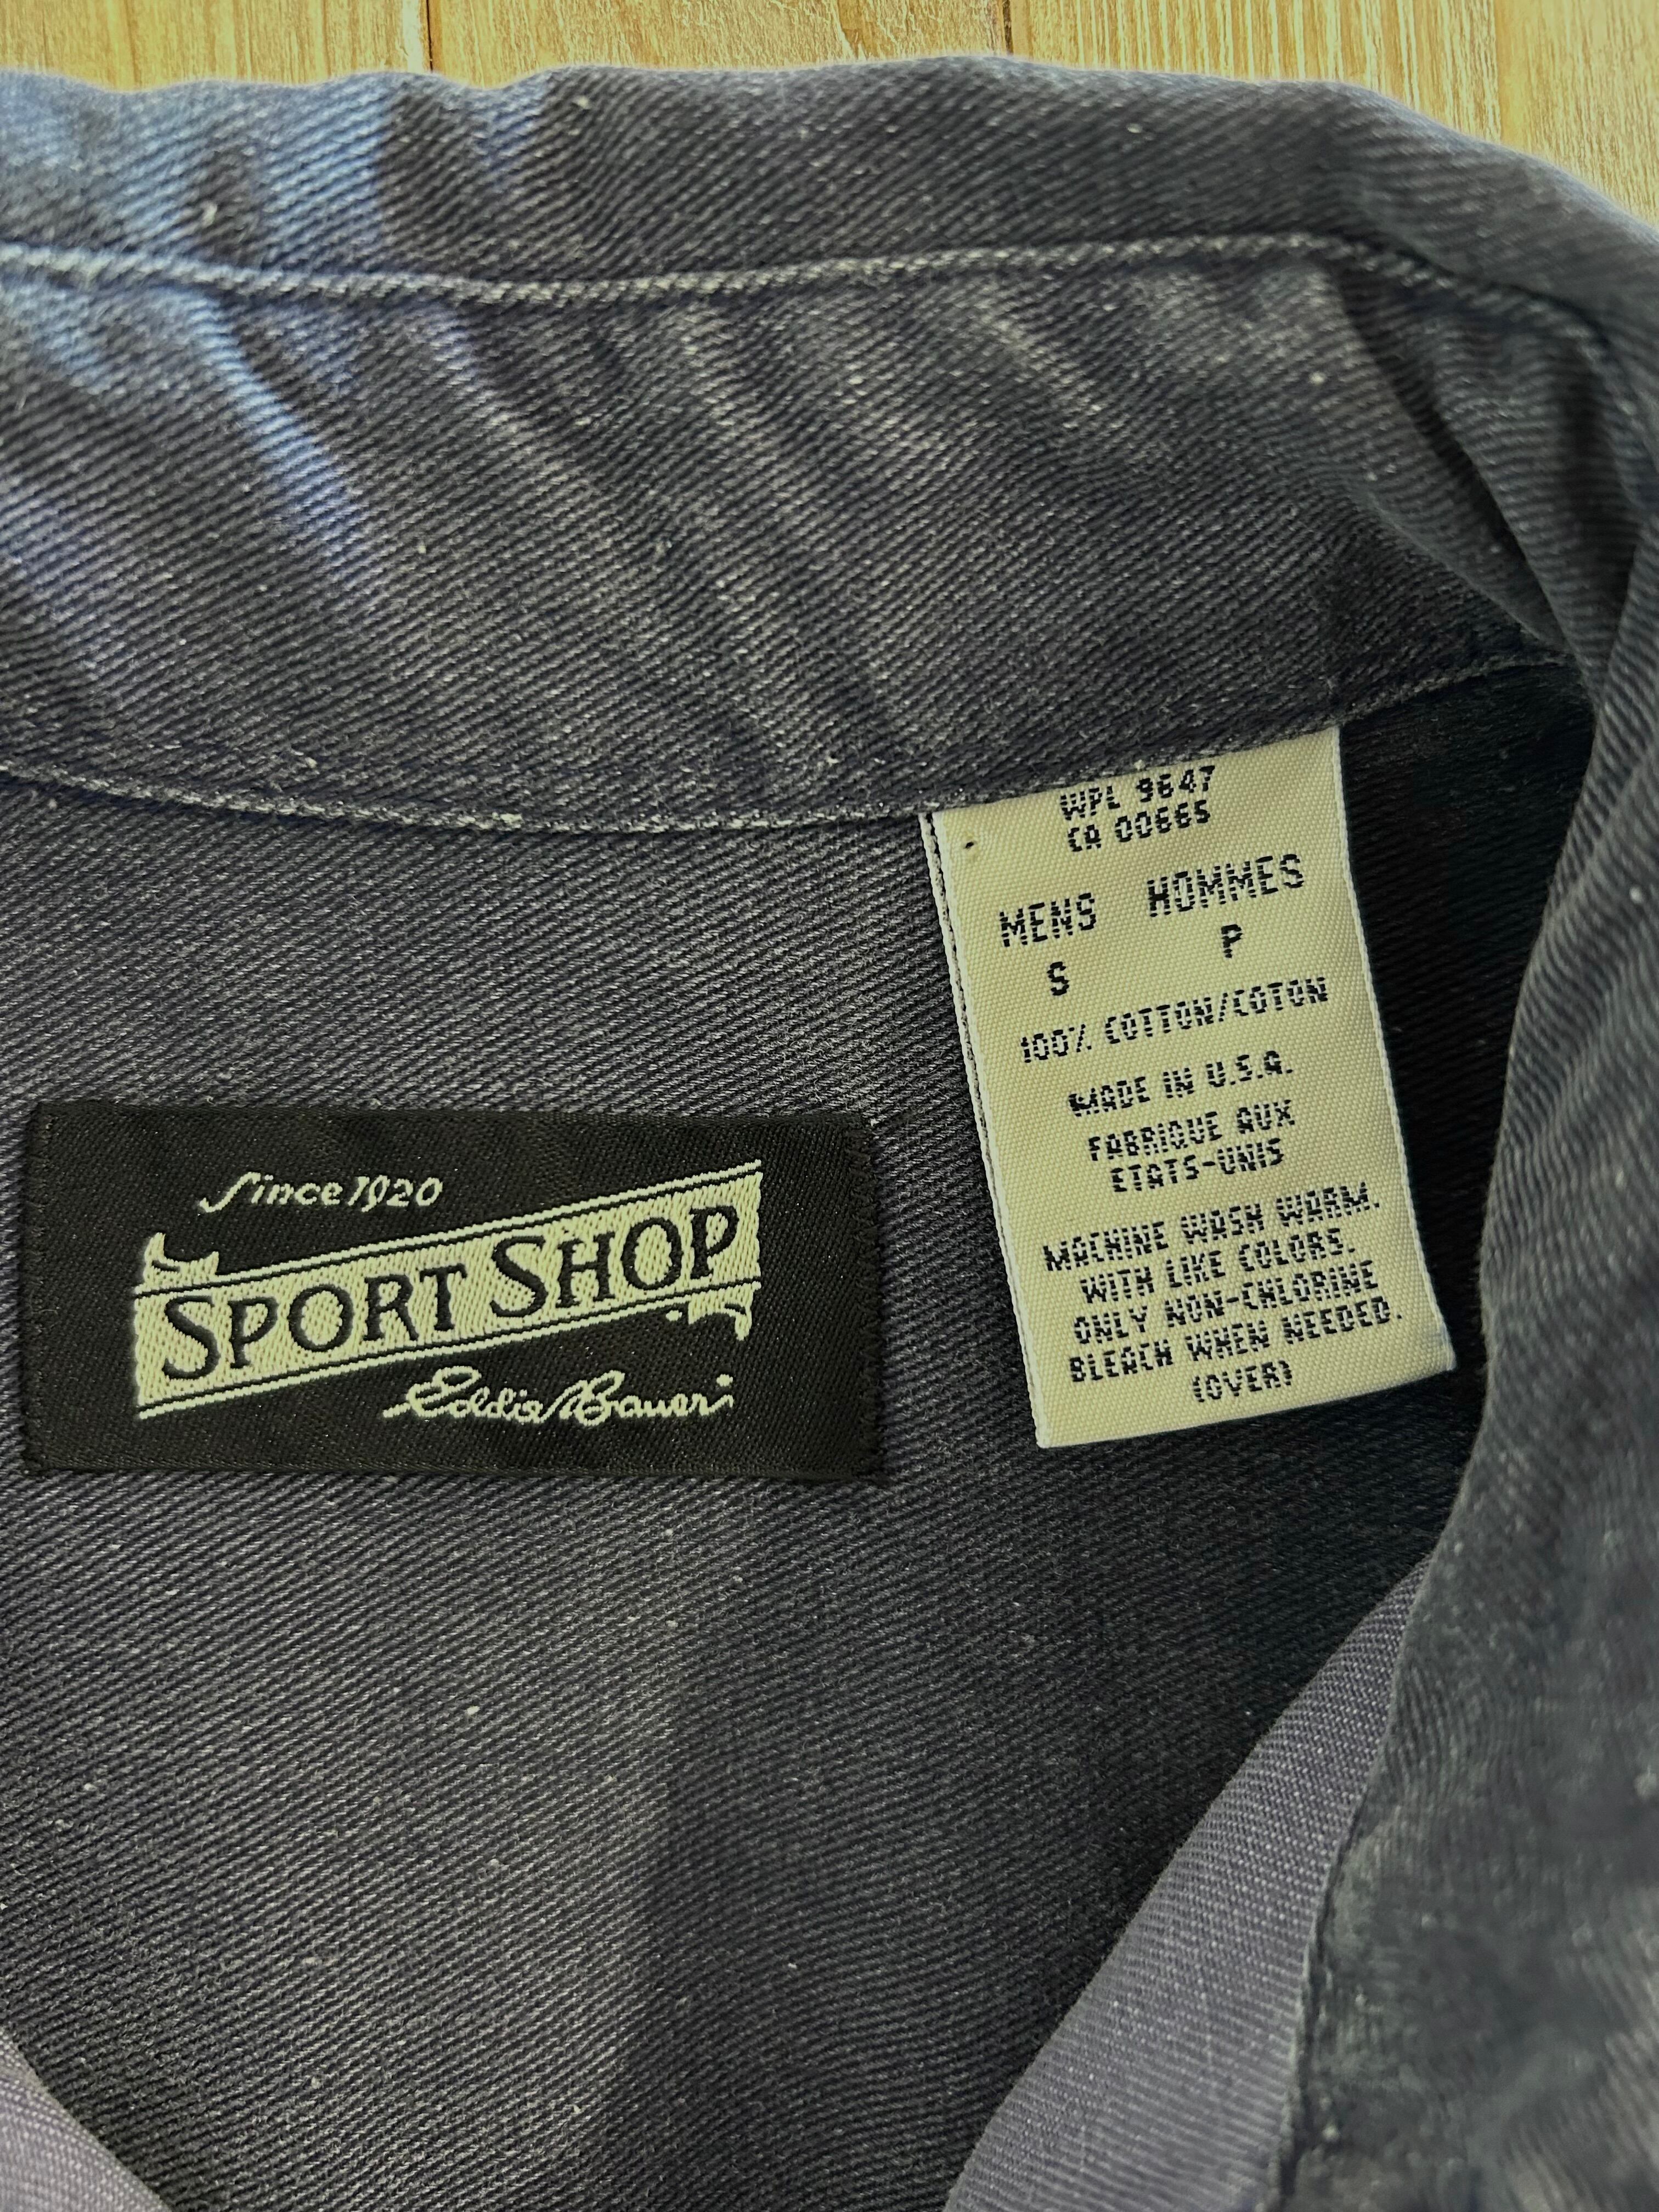 Since 1920
SPORT SHOP
Eddie Bauer
WPL 9647
CA 00665
MENS HOMMES
S P
100% COTTON/COTON
MADE IN U.S.A.
FABRIQUE AUX
ETATS-UNIS
MACHINE WASH WARM.
WITH LIKE COLORS.
ONLY NON-CHLORINE
BLEACH WHEN NEEDED.
(OVER)